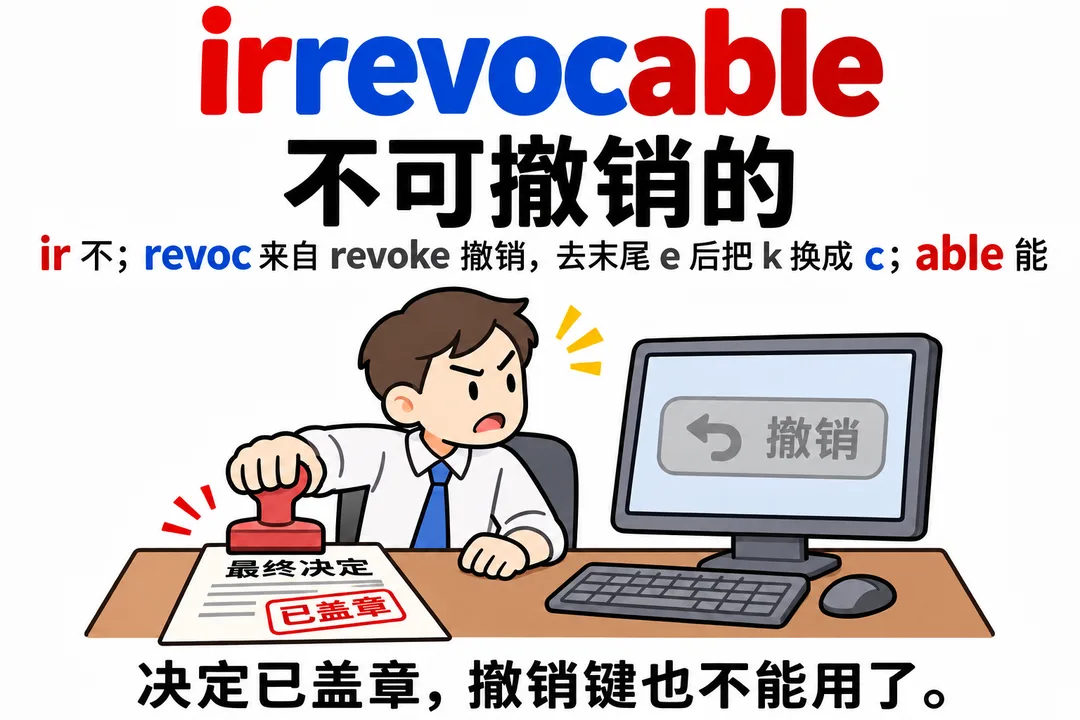 irrevocable
不可撤销的
ir 不；revoc 来自 revoke 撤销，去末尾 e 后把 k 换成 c；able 能
撤销
最终决定
已盖章
决定已盖章，撤销键也不能用了。